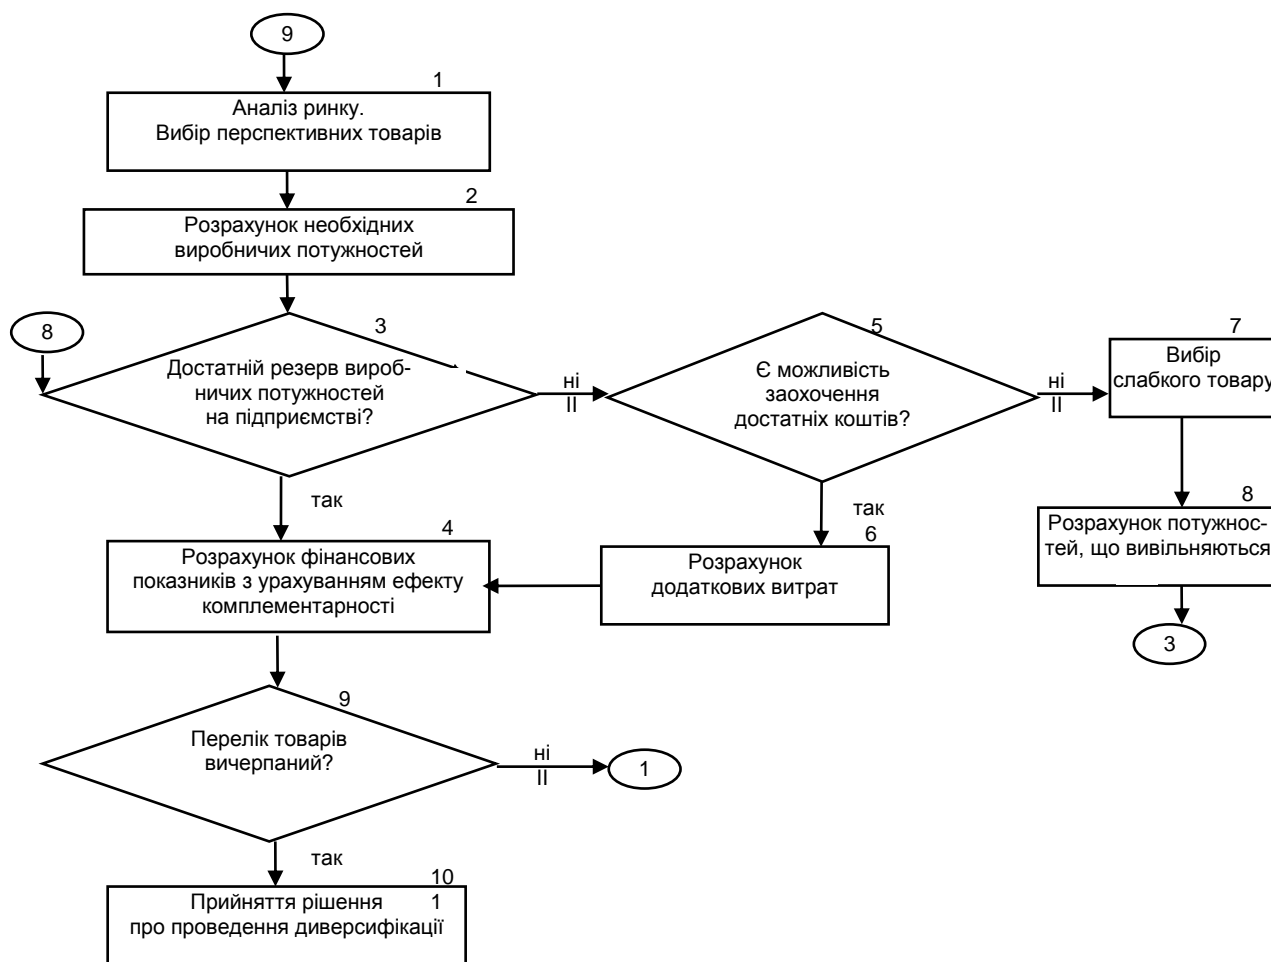 9
1
Аналіз ринку.
Вибір перспективних товарів
2
Розрахунок необхідних
виробничих потужностей
8
3
Достатній резерв вироб-
ничих потужностей
на підприємстві?
ні
II
5
Є можливість
заохочення
достатніх коштів?
ні
II
7
Вибір
слабкого товару
так
4
Розрахунок фінансових
показників з урахуванням ефекту
комплементарності
так
6
Розрахунок
додаткових витрат
8
Розрахунок потужнос-
тей, що вивільняються
3
9
Перелік товарів
вичерпаний?
ні
II
1
так
10
1
Прийняття рішення
про проведення диверсифікації